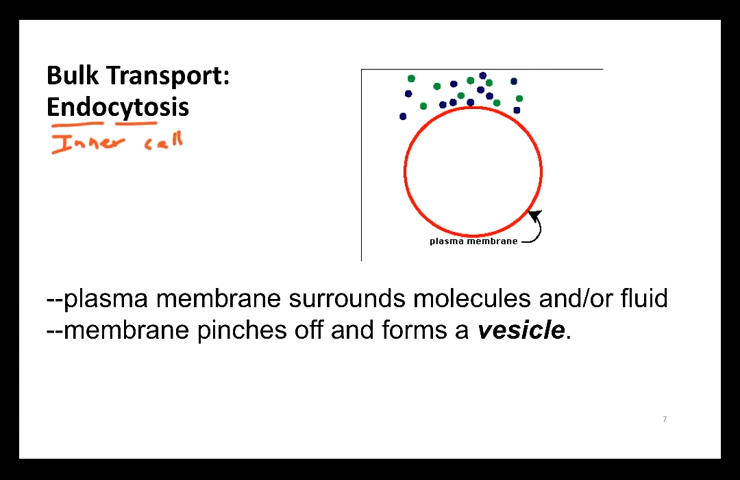 Bulk Transport:
Endocytosis
Inner cell
plasma membrane
--plasma membrane surrounds molecules and/or fluid
--membrane pinches off and forms a vesicle.
7